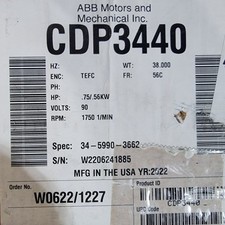 ABB Motors and
Mechanical Inc.
CDP3440
HZ: WT: 38.000
ENC: TEFC FR: 56C
PH:
HP: .75/.56KW
VOLTS: 90
RPM: 1750 1/MIN
Spec: 34-5990-3662
S/N: W2206241885
MFG IN THE USA YR:2022
Order No. Product ID
W0622/1227 CDP3440
UPC Code